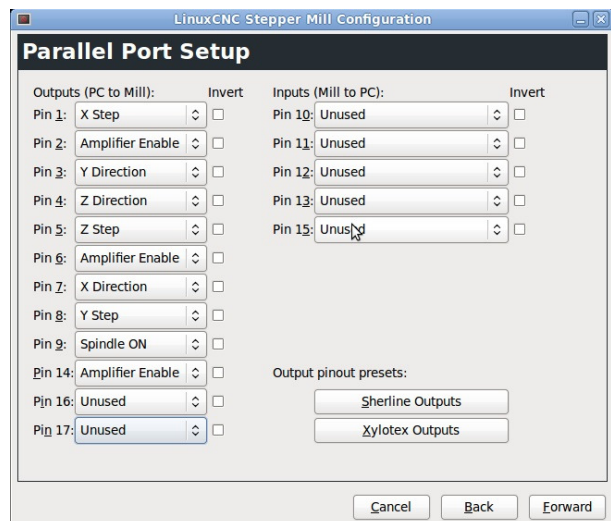 LinuxCNC Stepper Mill Configuration
Parallel Port Setup
Outputs (PC to Mill): Invert
Pin 1: X Step
Pin 2: Amplifier Enable
Pin 3: Y Direction
Pin 4: Z Direction
Pin 5: Z Step
Pin 6: Amplifier Enable
Pin 7: X Direction
Pin 8: Y Step
Pin 9: Spindle ON
Pin 14: Amplifier Enable
Pin 16: Unused
Pin 17: Unused
Inputs (Mill to PC): Invert
Pin 10: Unused
Pin 11: Unused
Pin 12: Unused
Pin 13: Unused
Pin 15: Unused
Output pinout presets:
Sherline Outputs
Xylotex Outputs
Cancel Back Forward